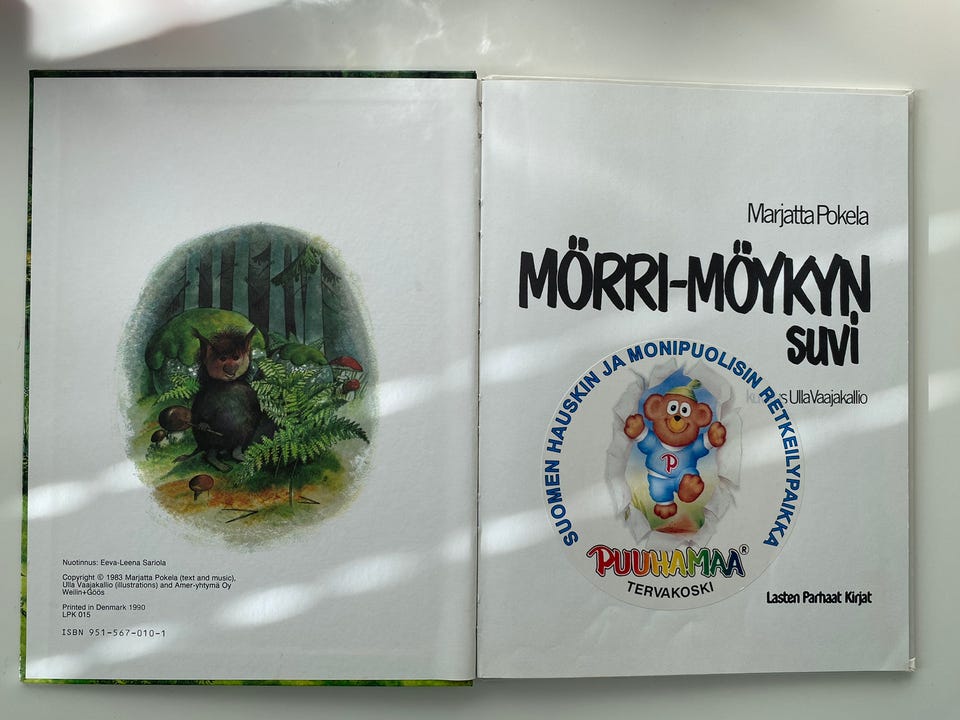 Nuotinnus: Eeva-Leena Sariola
Copyright © 1983 Marjatta Pokela (text and music),
Ulla Vaajakallio (illustrations) and Amer-yhtymä Oy
Weilin+Göös
Printed in Denmark 1990
LPK 015
ISBN 951-567-010-1
Marjatta Pokela
MÖRRI-MÖYKYN
SUVI
Ulla Vaajakallio
SUOMEN HAUSKIN JA MONIPUOLISIN RETKEILYPAIKKA
P
PUUHAMAA®
TERVAKOSKI
Lasten Parhaat Kirjat